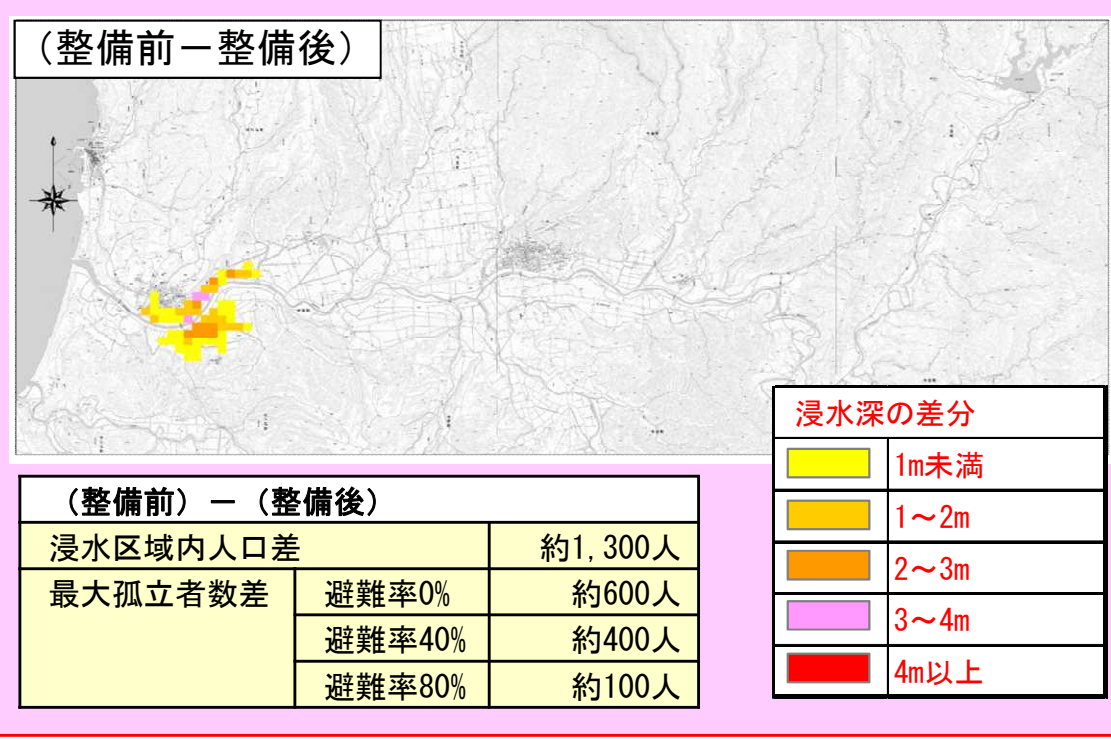 （整備前－整備後）
浸水深の差分
1m未満
1～2m
2～3m
3～4m
4m以上
（整備前）－（整備後）
浸水区域内人口差 約1,300人
最大孤立者数差 避難率0% 約600人
避難率40% 約400人
避難率80% 約100人